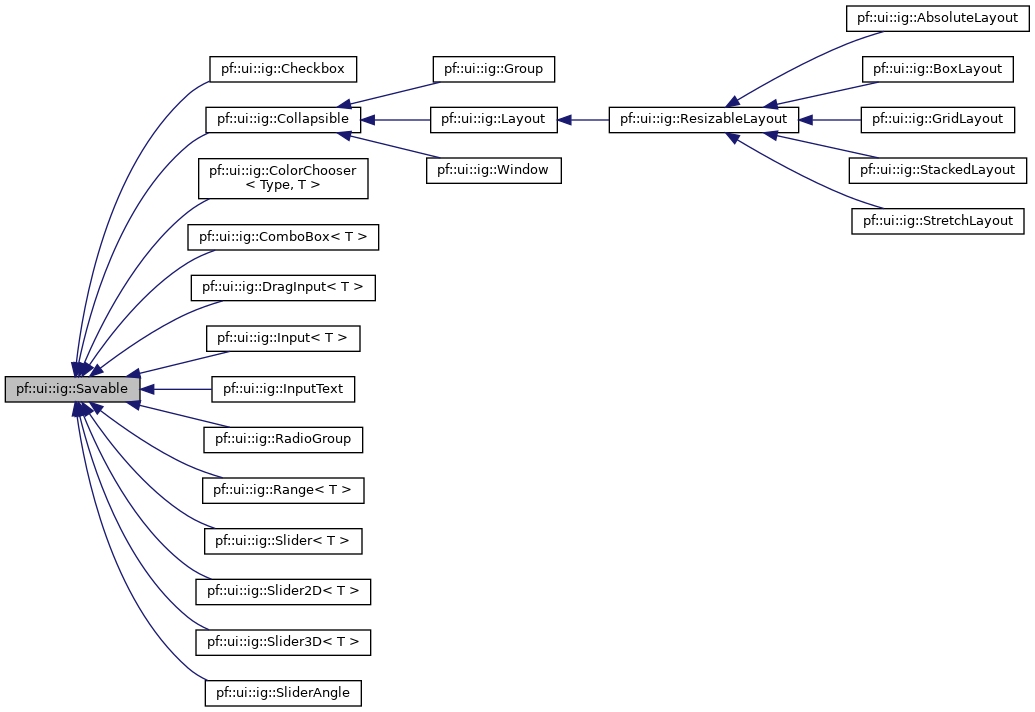 pf::ui::ig::AbsoluteLayout
pf::ui::ig::Checkbox
pf::ui::ig::Group
pf::ui::ig::BoxLayout
pf::ui::ig::Collapsible
pf::ui::ig::Layout
pf::ui::ig::ResizableLayout
pf::ui::ig::GridLayout
pf::ui::ig::ColorChooser
< Type, T >
pf::ui::ig::Window
pf::ui::ig::StackedLayout
pf::ui::ig::StretchLayout
pf::ui::ig::ComboBox< T >
pf::ui::ig::DragInput< T >
pf::ui::ig::Input< T >
pf::ui::ig::Savable
pf::ui::ig::InputText
pf::ui::ig::RadioGroup
pf::ui::ig::Range< T >
pf::ui::ig::Slider< T >
pf::ui::ig::Slider2D< T >
pf::ui::ig::Slider3D< T >
pf::ui::ig::SliderAngle